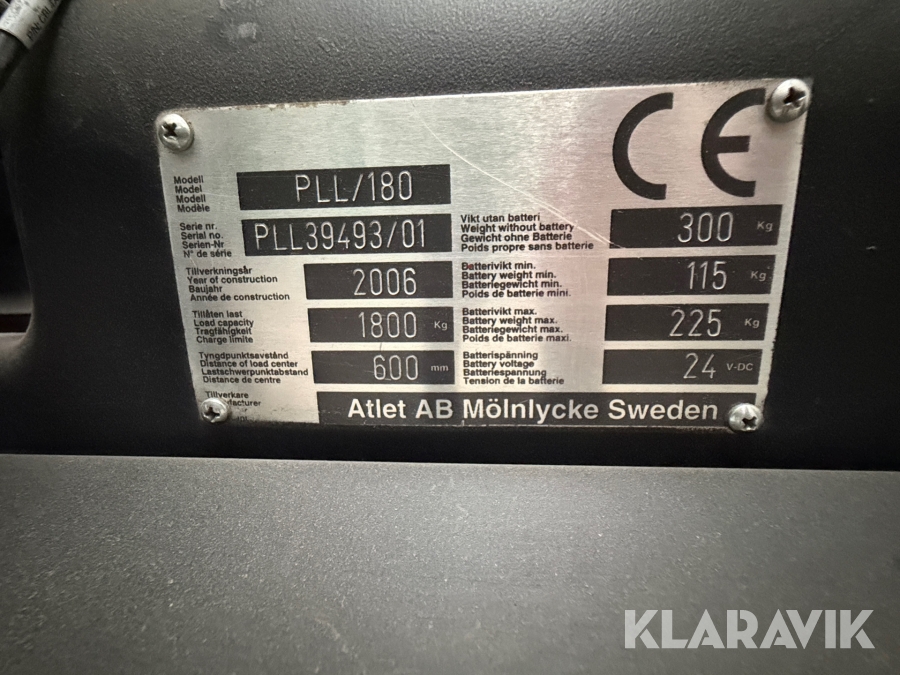 CE
Modell
Model
Modell
Modèle
PLL/180
Serie nr.
Serial no.
Serien-Nr
N° de série
PLL39493/01
Tillverkningsår
Year of construction
Baujahr
Année de construction
2006
Tillåten last
Load capacity
Tragfähigkeit
Charge limite
1800 Kg
Tyngdpunktsavstånd
Distance of load center
Lastschwerpunktabstand
Distance de centre
600 mm
Vikt utan batteri
Weight without battery
Gewicht ohne Batterie
Poids propre sans batterie
300 Kg
Batterivikt min.
Battery weight min.
Batteriegewicht min.
Poids de batterie mini.
115 Kg
Batterivikt max.
Battery weight max.
Batteriegewicht max.
Poids de batterie maxi.
225 Kg
Batterispänning
Battery voltage
Batteriespannung
Tension de la batterie
24 V-DC
Tillverkare
Atlet AB Mölnlycke Sweden
KLARAVIK